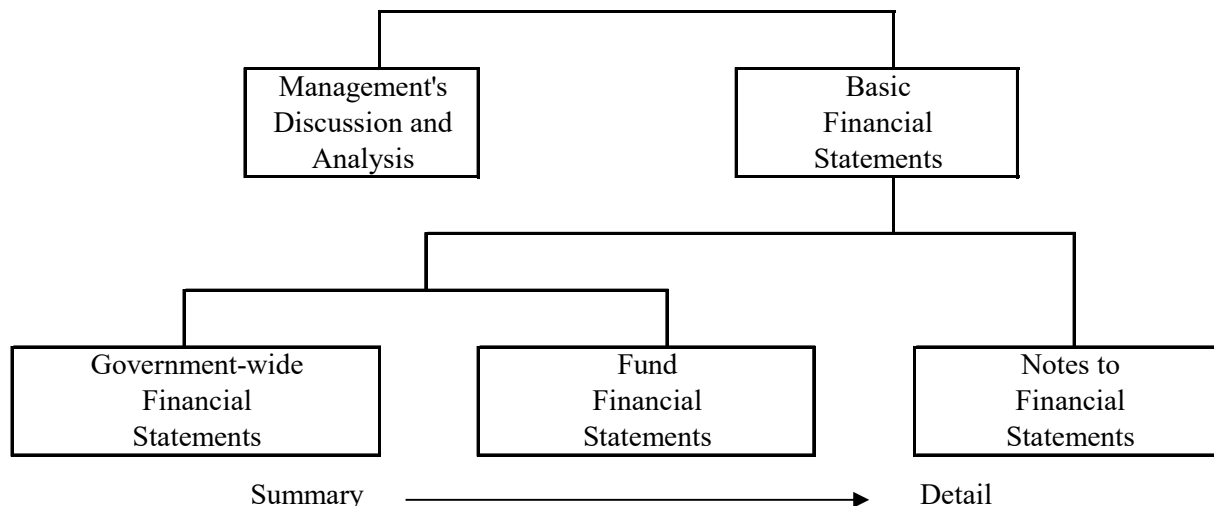 Management's
Discussion and
Analysis
Basic
Financial
Statements
Government-wide
Financial
Statements
Fund
Financial
Statements
Notes to
Financial
Statements
Summary
Detail